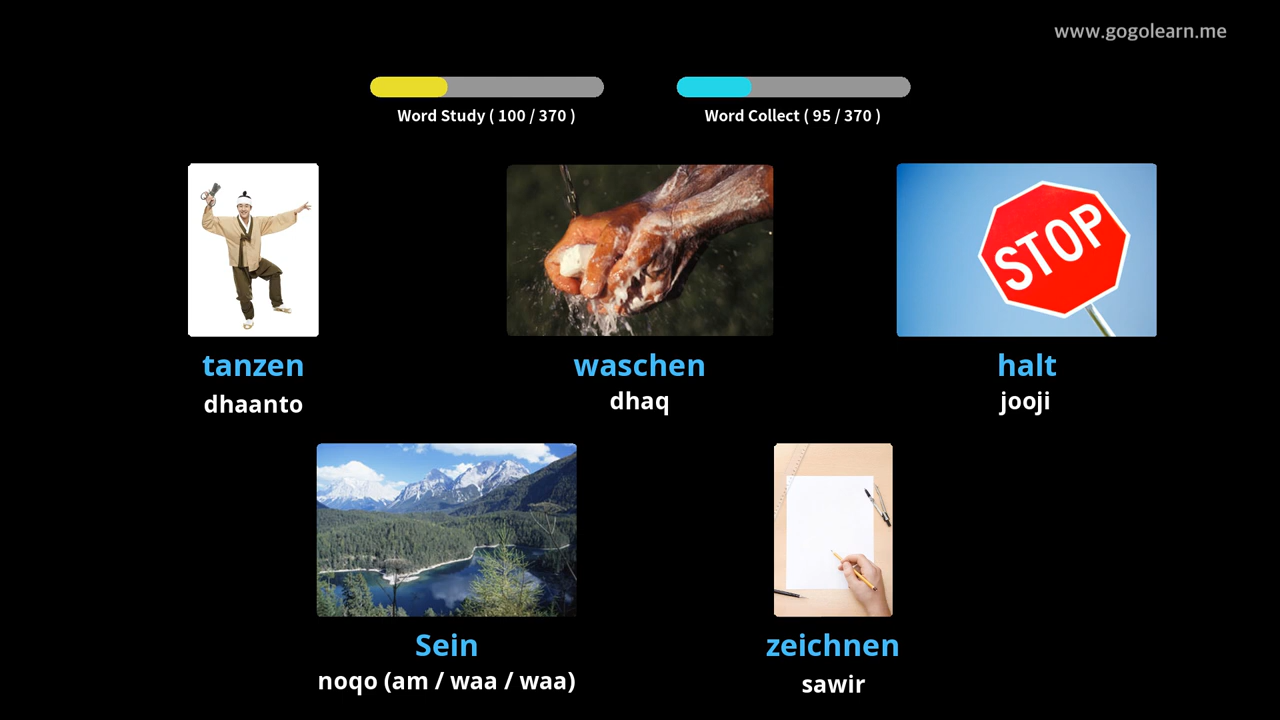 www.gogolearn.me
Word Study ( 100 / 370 )
Word Collect ( 95 / 370 )
STOP
tanzen
dhaanto
waschen
dhaq
halt
jooji
Sein
noqo (am / waa / waa)
zeichnen
sawir